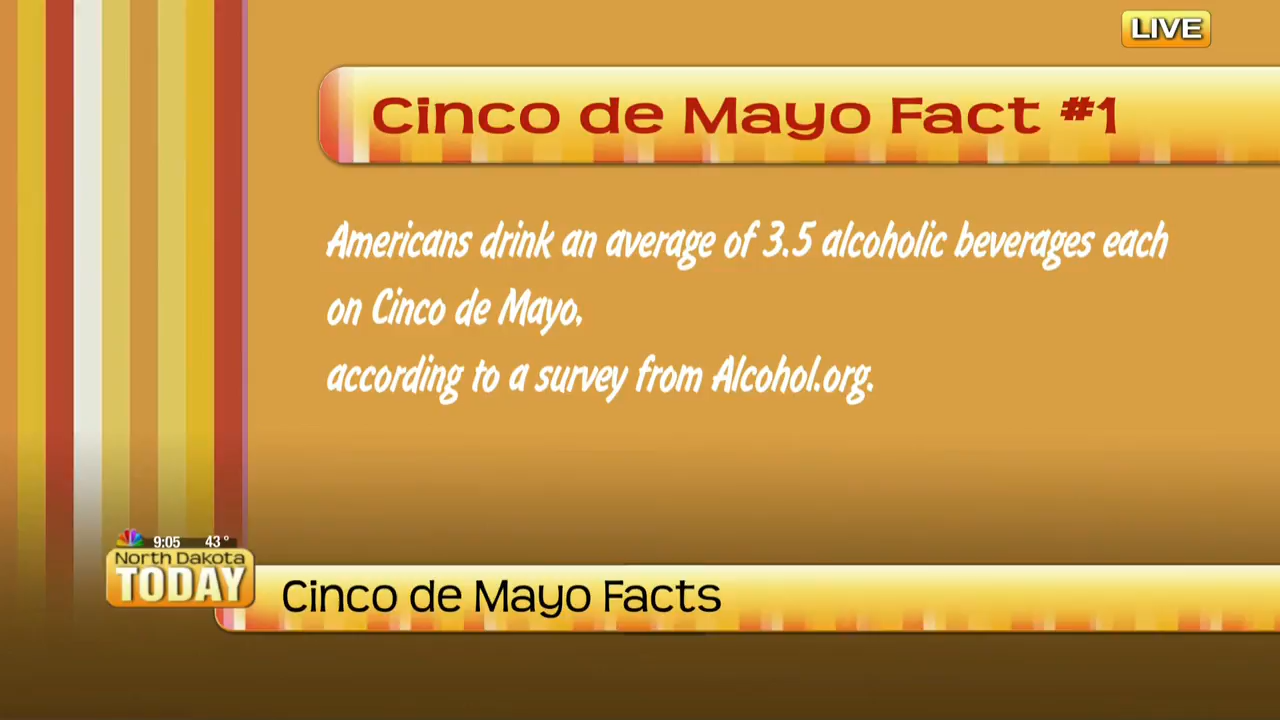 LIVE
Cinco de Mayo Fact #1
Americans drink an average of 3.5 alcoholic beverages each
on Cinco de Mayo,
according to a survey from Alcohol.org.
9:05 43°
North Dakota
TODAY
Cinco de Mayo Facts